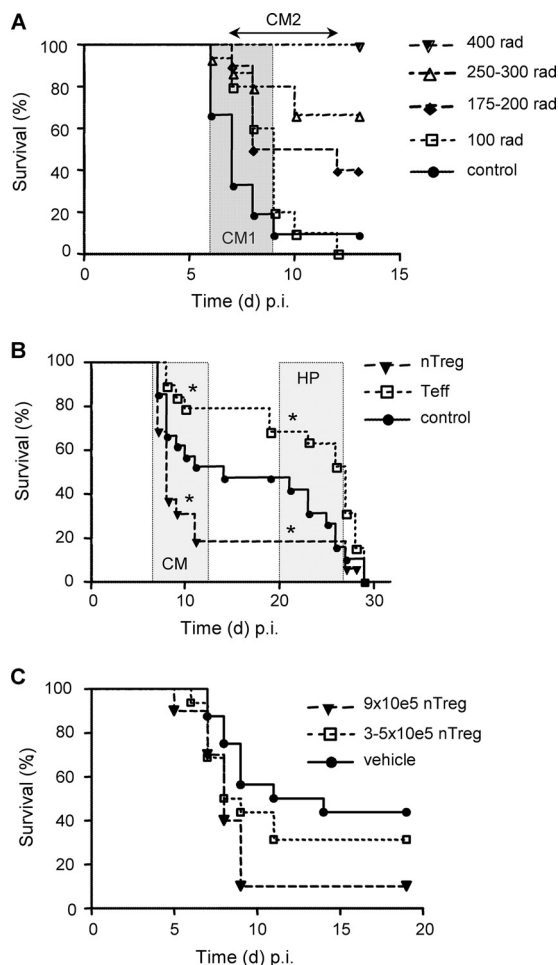 A
CM2
Survival (%)
100
80
60
40
20
0
CM1
0
5
10
15
Time (d) p.i.
400 rad
250-300 rad
175-200 rad
100 rad
control
B
Survival (%)
100
80
60
40
20
0
*
*
*
*
HP
CM
0
10
20
30
Time (d) p.i.
nTreg
Teff
control
C
Survival (%)
100
80
60
40
20
0
0
5
10
15
20
Time (d) p.i.
9x10e5 nTreg
3-5x10e5 nTreg
vehicle